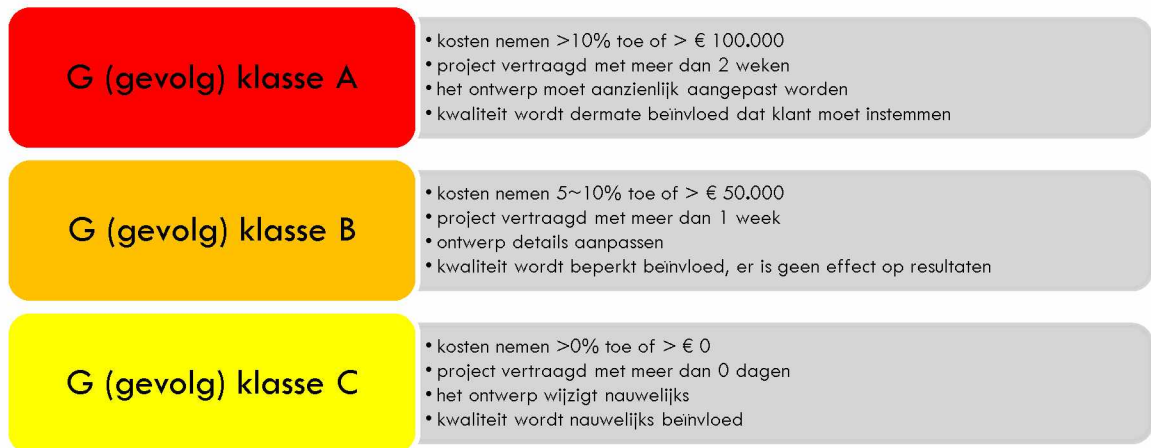 G (gevolg) klasse A
• kosten nemen >10% toe of > € 100.000
• project vertraagd met meer dan 2 weken
• het ontwerp moet aanzienlijk aangepast worden
• kwaliteit wordt dermate beïnvloed dat klant moet instemmen
G (gevolg) klasse B
• kosten nemen 5~10% toe of > € 50.000
• project vertraagd met meer dan 1 week
• ontwerp details aanpassen
• kwaliteit wordt beperkt beïnvloed, er is geen effect op resultaten
G (gevolg) klasse C
• kosten nemen >0% toe of > € 0
• project vertraagd met meer dan 0 dagen
• het ontwerp wijzigt nauwelijks
• kwaliteit wordt nauwelijks beïnvloed